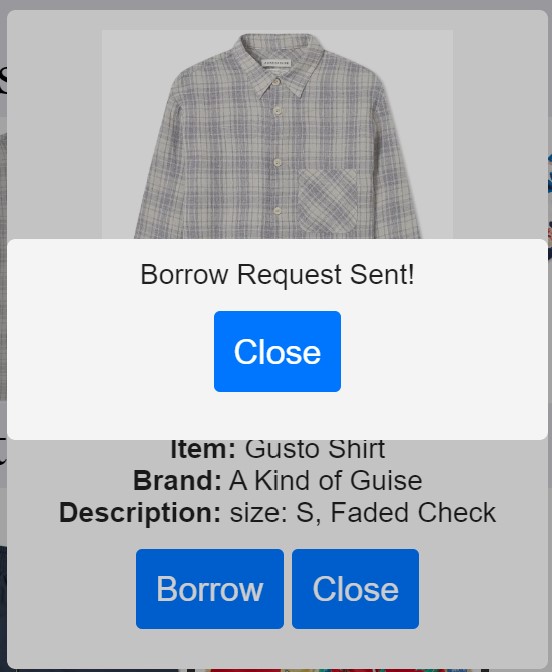 Borrow Request Sent!
Close
Item: Gusto Shirt
Brand: A Kind of Guise
Description: size: S, Faded Check
Borrow Close